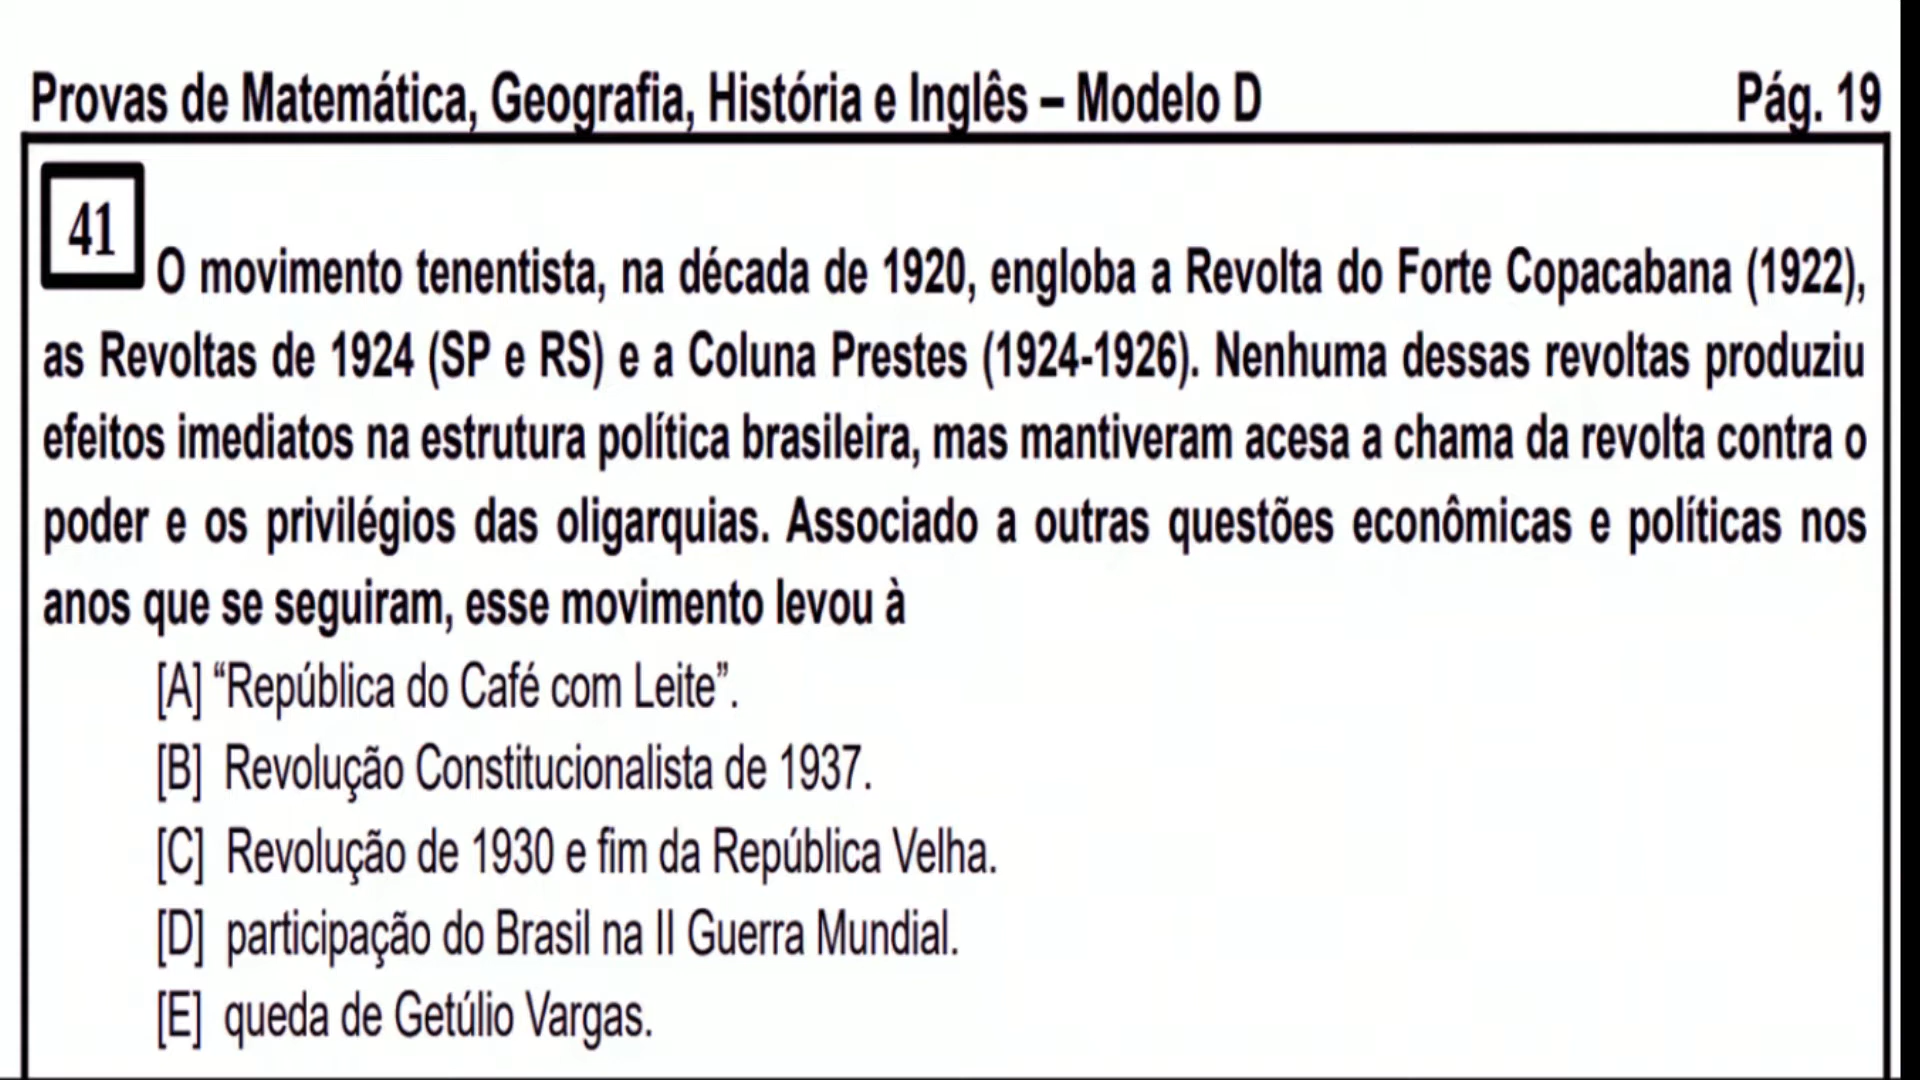 Provas de Matemática, Geografia, História e Inglês – Modelo D Pág. 19
41
O movimento tenentista, na década de 1920, engloba a Revolta do Forte Copacabana (1922),
as Revoltas de 1924 (SP e RS) e a Coluna Prestes (1924-1926). Nenhuma dessas revoltas produziu
efeitos imediatos na estrutura política brasileira, mas mantiveram acesa a chama da revolta contra o
poder e os privilégios das oligarquias. Associado a outras questões econômicas e políticas nos
anos que se seguiram, esse movimento levou à
[A] “República do Café com Leite”.
[B] Revolução Constitucionalista de 1937.
[C] Revolução de 1930 e fim da República Velha.
[D] participação do Brasil na II Guerra Mundial.
[E] queda de Getúlio Vargas.